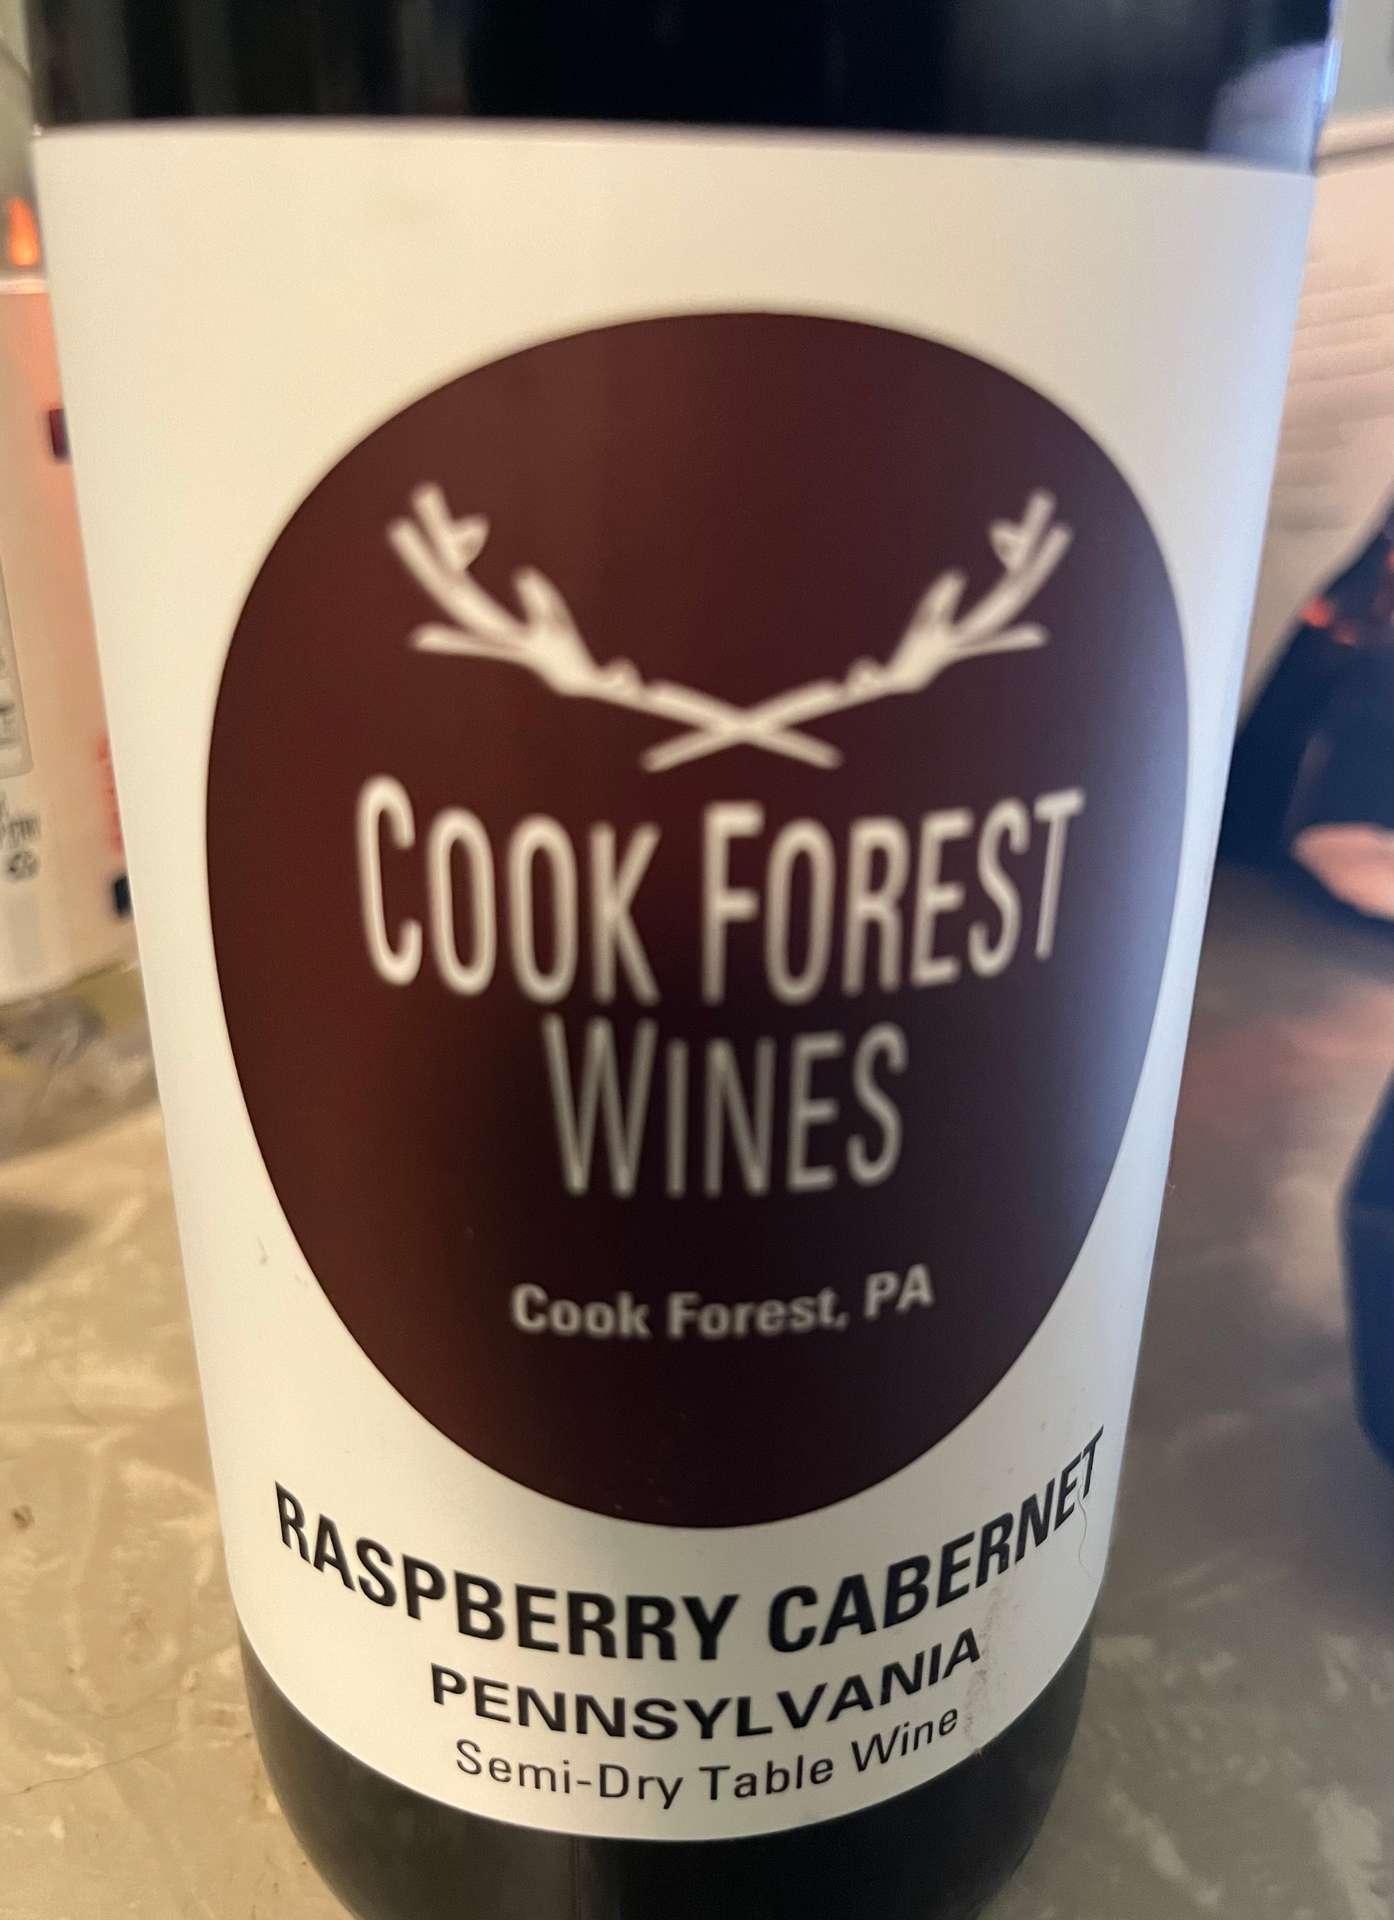 COOK FOREST
WINES
Cook Forest, PA
RASPBERRY CABERNET
PENNSYLVANIA
Semi-Dry Table Wine